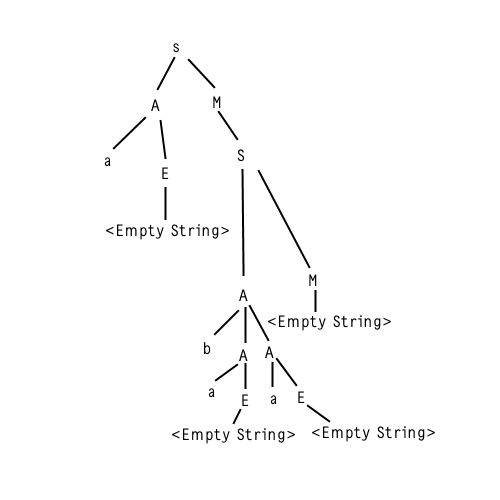 s
A M
a
S
E
<Empty String>
M
A
<Empty String>
b
A A
a a E
E
<Empty String> <Empty String>